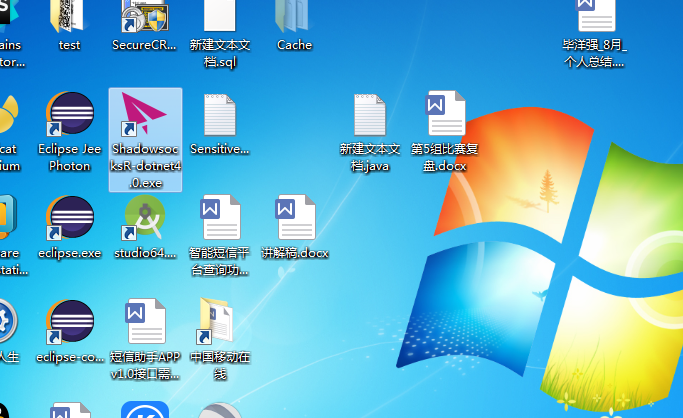 ains
tor...
test
SecureCR...
新建文本文
档.sql
Cache
毕洋强_8月_
个人总结....
cat
ium
Eclipse Jee
Photon
Shadowsoc
ksR-dotnet4
.0.exe
Sensitive...
新建文本文
档.java
第5组比赛复
盘.docx
are
stati...
eclipse.exe
studio64....
智能短信平
台查询功...
讲解稿.docx
人生
eclipse-co...
短信助手APP
v1.0接口需...
中国移动在
线